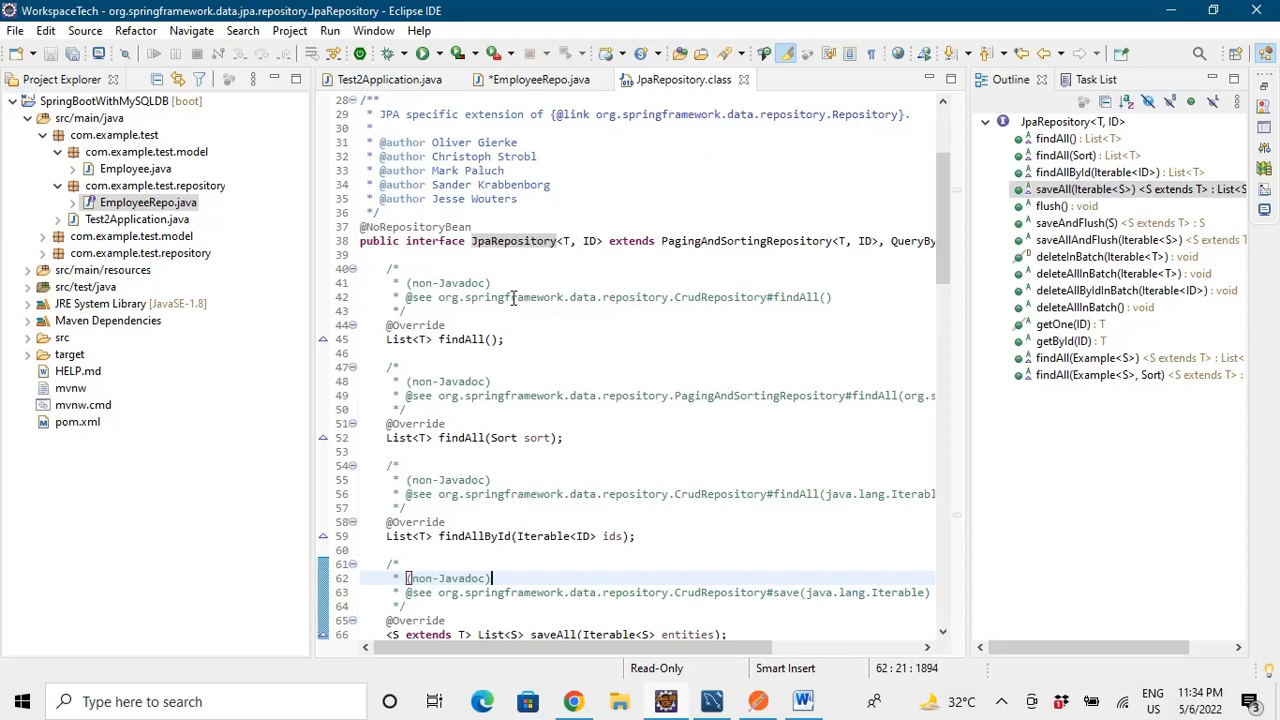 WorkspaceTech - org.springframework.data.jpa.repository.JpaRepository - Eclipse IDE
File Edit Source Refactor Navigate Search Project Run Window Help
Project Explorer
Test2Application.java
*EmployeeRepo.java
JpaRepository.class
Outline
Task List
SpringBootWithMySQLDB [boot]
src/main/java
com.example.test
com.example.test.model
Employee.java
com.example.test.repository
EmployeeRepo.java
Test2Application.java
com.example.test.model
com.example.test.repository
src/main/resources
src/test/java
JRE System Library [JavaSE-1.8]
Maven Dependencies
src
target
HELP.md
mvnw
mvnw.cmd
pom.xml
28 /**
29 * JPA specific extension of {@link org.springframework.data.repository.Repository}.
30 *
31 * @author Oliver Gierke
32 * @author Christoph Strobl
33 * @author Mark Paluch
34 * @author Sander Krabbenborg
35 * @author Jesse Wouters
36 */
37 @NoRepositoryBean
38 public interface JpaRepository<T, ID> extends PagingAndSortingRepository<T, ID>, QueryBy
39
40 /*
41 * (non-Javadoc)
42 * @see org.springframework.data.repository.CrudRepository#findAll()
43 */
44 @Override
45 List<T> findAll();
46
47 /*
48 * (non-Javadoc)
49 * @see org.springframework.data.repository.PagingAndSortingRepository#findAll(org.s
50 */
51 @Override
52 List<T> findAll(Sort sort);
53
54 /*
55 * (non-Javadoc)
56 * @see org.springframework.data.repository.CrudRepository#findAll(java.lang.Iterabl
57 */
58 @Override
59 List<T> findAllById(Iterable<ID> ids);
60
61 /*
62 * (non-Javadoc)
63 * @see org.springframework.data.repository.CrudRepository#save(java.lang.Iterable)
64 */
65 @Override
66 <S extends T> List<S> saveAll(Iterable<S> entities);
JpaRepository<T, ID>
findAll() : List<T>
findAll(Sort) : List<T>
findAllById(Iterable<ID>) : List<T>
saveAll(Iterable<S>) <S extends T> : List<S
flush() : void
saveAndFlush(S) <S extends T> : S
saveAllAndFlush(Iterable<S>) <S extends T>
deleteInBatch(Iterable<T>) : void
deleteAllInBatch(Iterable<T>) : void
deleteAllByIdInBatch(Iterable<ID>) : void
deleteAllInBatch() : void
getOne(ID) : T
getById(ID) : T
findAll(Example<S>) <S extends T> : List<
findAll(Example<S>, Sort) <S extends T> :
Read-Only
Smart Insert
62 : 21 : 1894
Type here to search
32°C
ENG
US
11:34 PM
5/6/2022
3